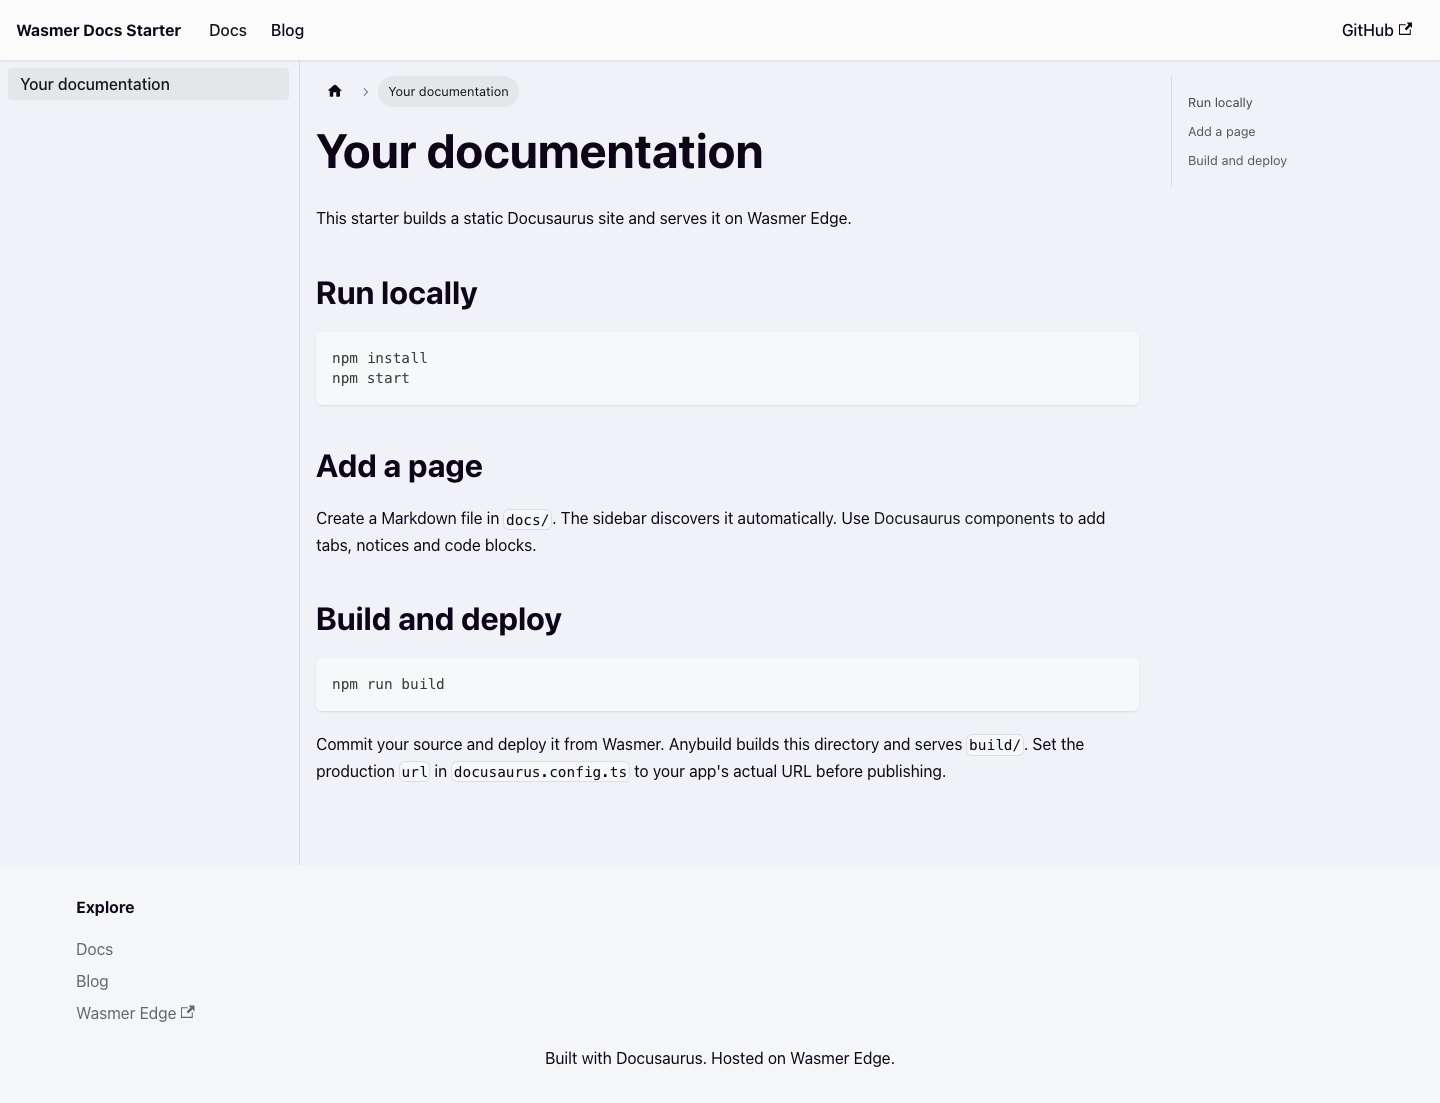 Wasmer Docs Starter
Docs
Blog
GitHub
Your documentation
Your documentation
Your documentation
This starter builds a static Docusaurus site and serves it on Wasmer Edge.
Run locally
npm install
npm start
Add a page
Create a Markdown file in docs/. The sidebar discovers it automatically. Use Docusaurus components to add
tabs, notices and code blocks.
Build and deploy
npm run build
Commit your source and deploy it from Wasmer. Anybuild builds this directory and serves build/. Set the
production url in docusaurus.config.ts to your app's actual URL before publishing.
Run locally
Add a page
Build and deploy
Explore
Docs
Blog
Wasmer Edge
Built with Docusaurus. Hosted on Wasmer Edge.